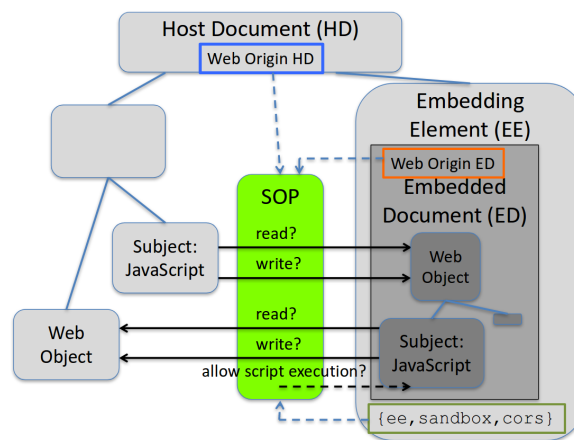 Host Document (HD)
Web Origin HD
Embedding
Element (EE)
Web Origin ED
Embedded
Document (ED)
SOP
Subject:
JavaScript
read?
write?
Web
Object
Web
Object
read?
write?
allow script execution?
Subject:
JavaScript
{ee,sandbox,cors}